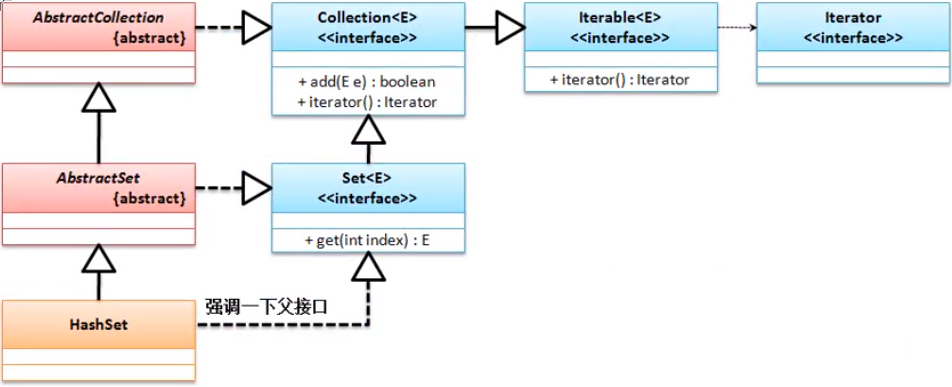 AbstractCollection
{abstract}
Collection<E>
<<interface>>
+ add(E e) : boolean
+ iterator() : Iterator
Iterable<E>
<<interface>>
+ iterator() : Iterator
Iterator
<<interface>>
AbstractSet
{abstract}
Set<E>
<<interface>>
+ get(int index) : E
HashSet
强调一下父接口